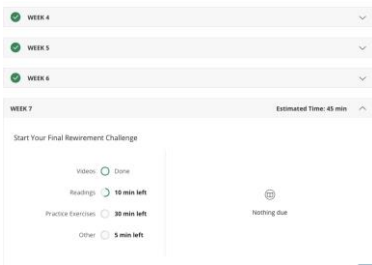 WEEK 4
WEEK 5
WEEK 6
WEEK 7 Estimated Time: 45 min
Start Your Final Rewirement Challenge
Videos Done
Readings 10 min left
Practice Exercises 30 min left
Other 5 min left
Nothing due